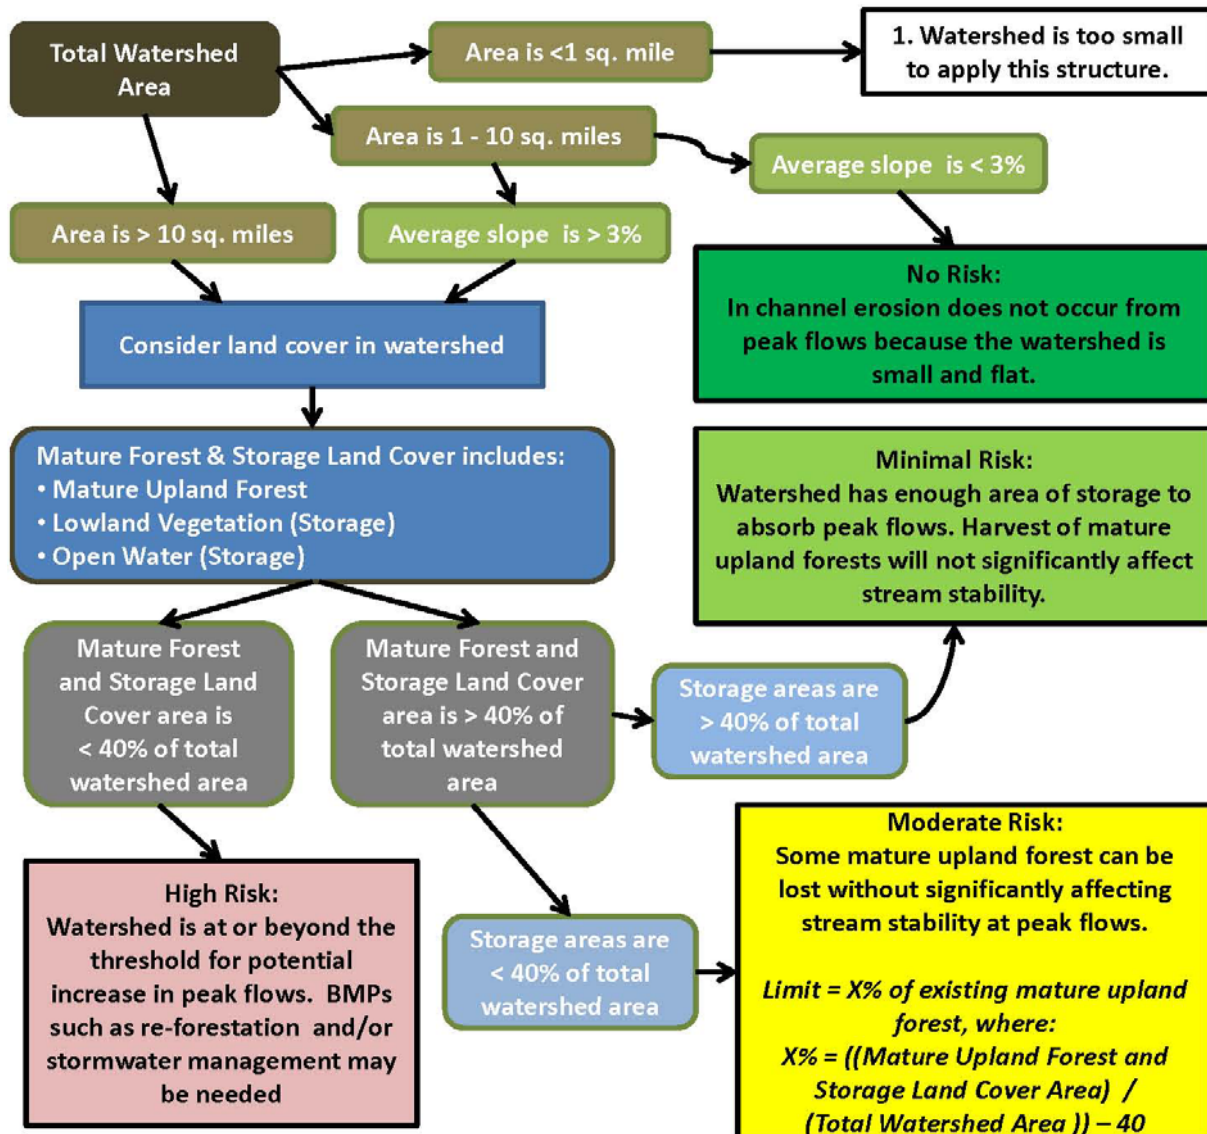 Total Watershed
Area
Area is <1 sq. mile
1. Watershed is too small
to apply this structure.
Area is 1 - 10 sq. miles
Average slope  is < 3%
Area is > 10 sq. miles
Average slope  is > 3%
No Risk:
In channel erosion does not occur from
peak flows because the watershed is
small and flat.
Consider land cover in watershed
Mature Forest & Storage Land Cover includes:
• Mature Upland Forest
• Lowland Vegetation (Storage)
• Open Water (Storage)
Minimal Risk:
Watershed has enough area of storage to
absorb peak flows. Harvest of mature
upland forests will not significantly affect
stream stability.
Mature Forest
and Storage Land
Cover area is
< 40% of total
watershed area
Mature Forest and
Storage Land Cover
area is > 40% of
total watershed
area
Storage areas are
> 40% of total
watershed area
High Risk:
Watershed is at or beyond the
threshold for potential
increase in peak flows.  BMPs
such as re-forestation  and/or
stormwater management may
be needed
Storage areas are
< 40% of total
watershed area
Moderate Risk:
Some mature upland forest can be
lost without significantly affecting
stream stability at peak flows.
Limit = X% of existing mature upland
forest, where:
X% = ((Mature Upland Forest and
Storage Land Cover Area)  /
(Total Watershed Area )) – 40